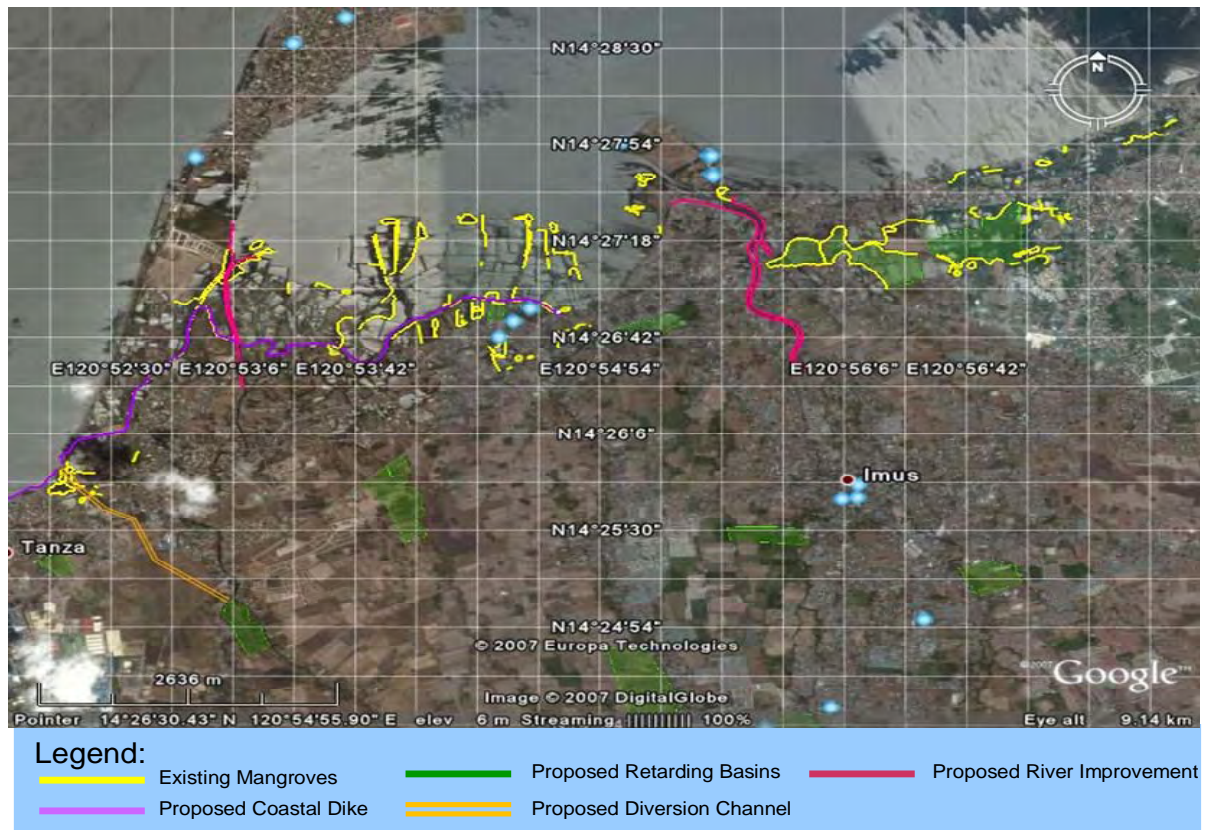 N14°28'30"
N
N14°27'54"
N14°27'18"
N14°26'42"
E120°52'30" E120°53'6" E120°53'42" E120°54'54" E120°56'6" E120°56'42"
N14°26'6"
Imus
N14°25'30"
Tanza
N14°24'54"
© 2007 Europa Technologies
©2007 Google™
2636 m
Image © 2007 DigitalGlobe
Pointer 14°26'30.43" N 120°54'55.90" E elev 6 m Streaming ||||||||| 100% Eye alt 9.14 km
Legend:
Existing Mangroves
Proposed Retarding Basins
Proposed River Improvement
Proposed Coastal Dike
Proposed Diversion Channel